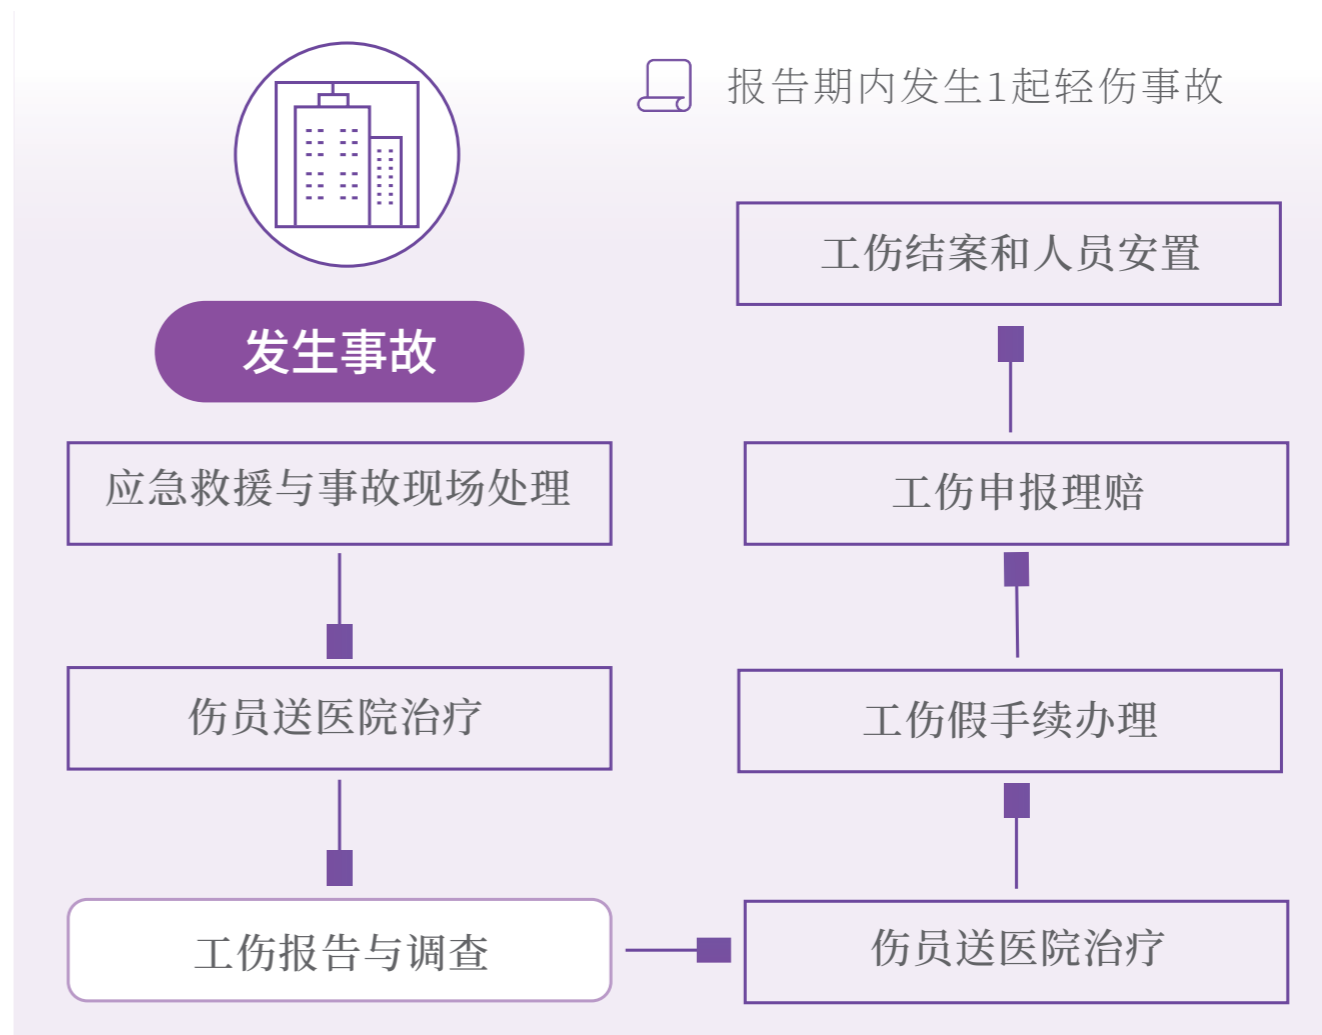 报告期内发生1起轻伤事故
发生事故
应急救援与事故现场处理
伤员送医院治疗
工伤报告与调查
伤员送医院治疗
工伤假手续办理
工伤申报理赔
工伤结案和人员安置